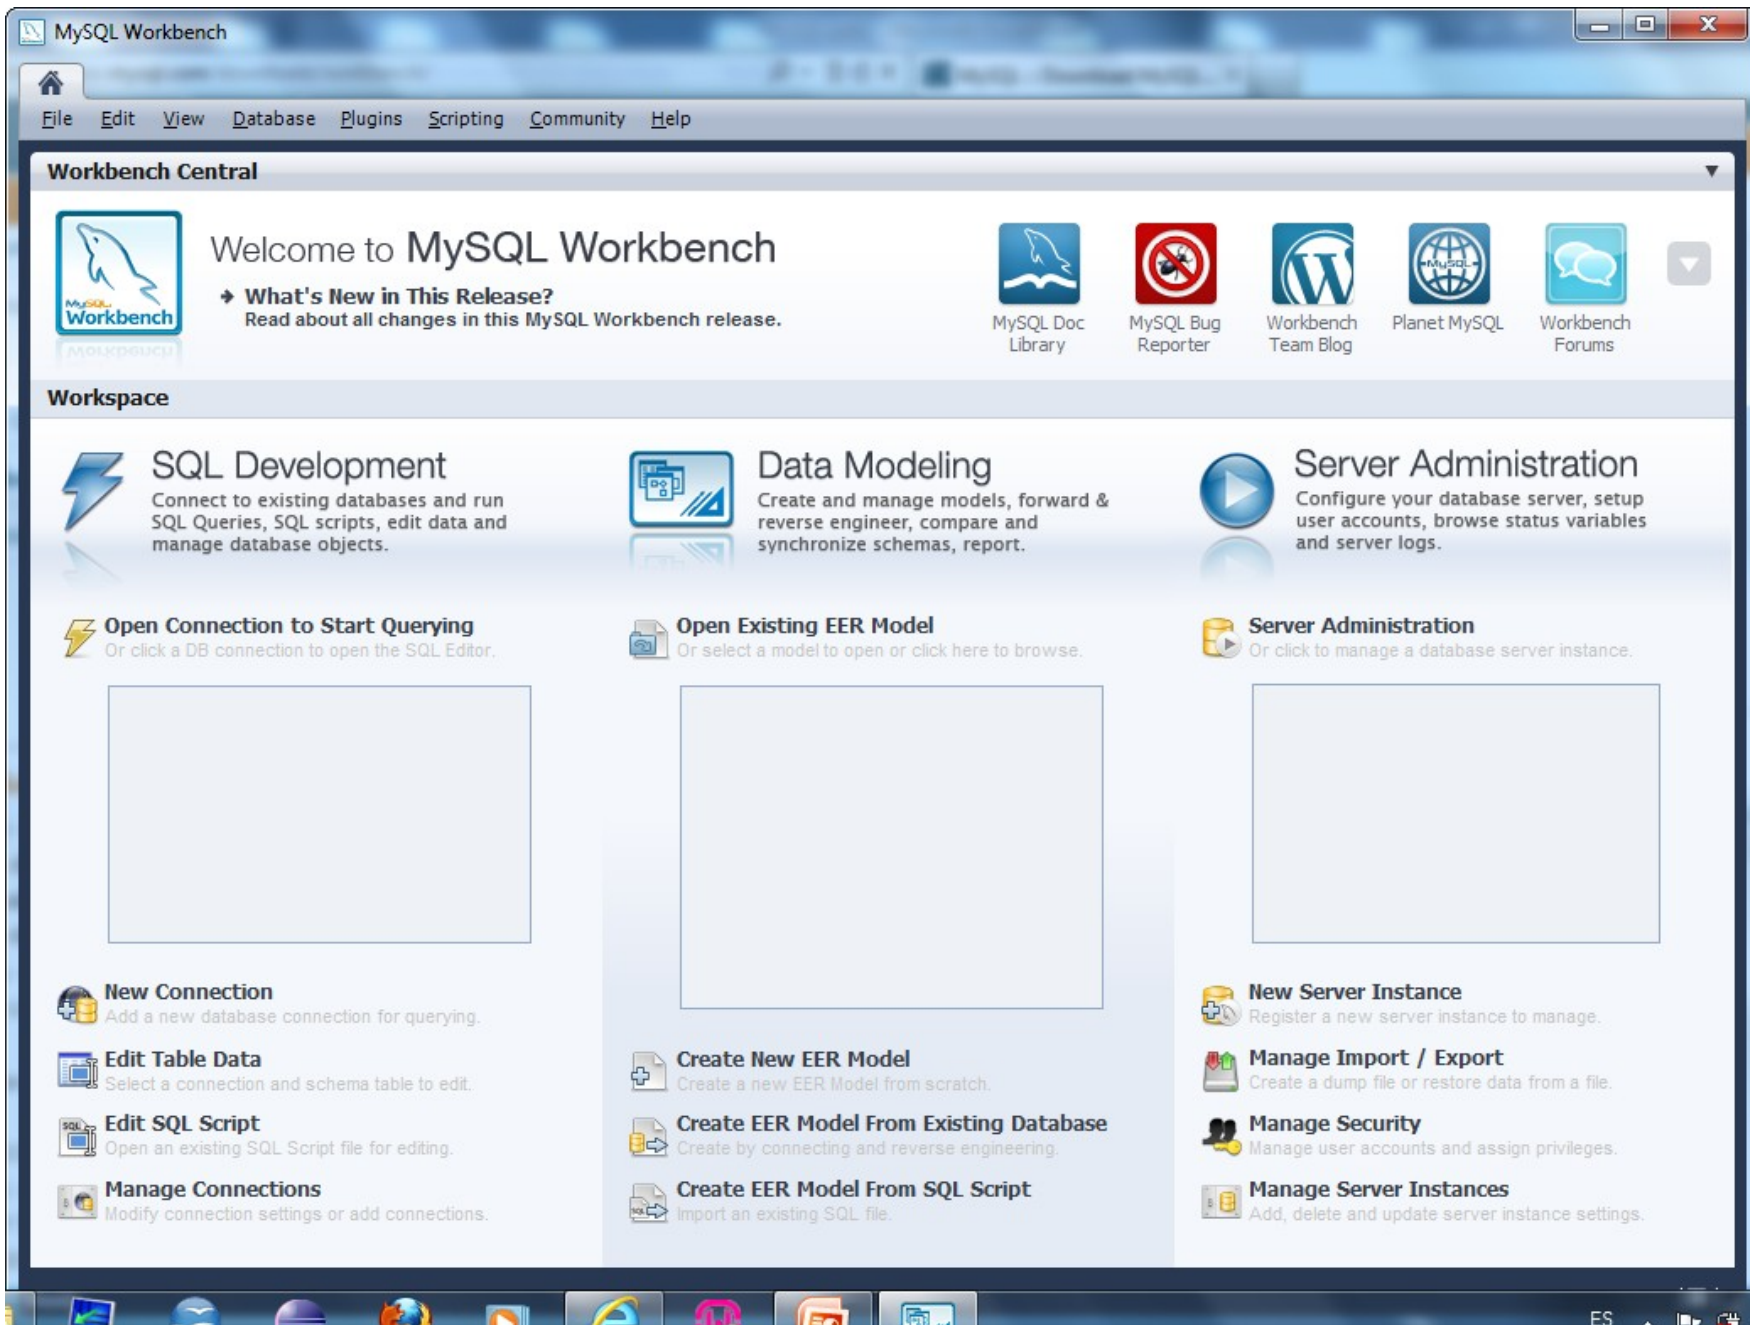 MySQL Workbench
File Edit View Database Plugins Scripting Community Help
Workbench Central
MySQL
Workbench
Welcome to MySQL Workbench
What's New in This Release?
Read about all changes in this MySQL Workbench release.
MySQL Doc
Library
MySQL Bug
Reporter
Workbench
Team Blog
MySQL
Planet MySQL
Workbench
Forums
Workspace
SQL Development
Connect to existing databases and run
SQL Queries, SQL scripts, edit data and
manage database objects.
Open Connection to Start Querying
Or click a DB connection to open the SQL Editor.
New Connection
Add a new database connection for querying.
Edit Table Data
Select a connection and schema table to edit.
SQL
Edit SQL Script
Open an existing SQL Script file for editing.
Manage Connections
Modify connection settings or add connections.
Data Modeling
Create and manage models, forward &
reverse engineer, compare and
synchronize schemas, report.
Open Existing EER Model
Or select a model to open or click here to browse.
Create New EER Model
Create a new EER Model from scratch.
Create EER Model From Existing Database
Create by connecting and reverse engineering.
SQL
Create EER Model From SQL Script
Import an existing SQL file.
Server Administration
Configure your database server, setup
user accounts, browse status variables
and server logs.
Server Administration
Or click to manage a database server instance.
New Server Instance
Register a new server instance to manage.
Manage Import / Export
Create a dump file or restore data from a file.
Manage Security
Manage user accounts and assign privileges.
Manage Server Instances
Add, delete and update server instance settings.
ES